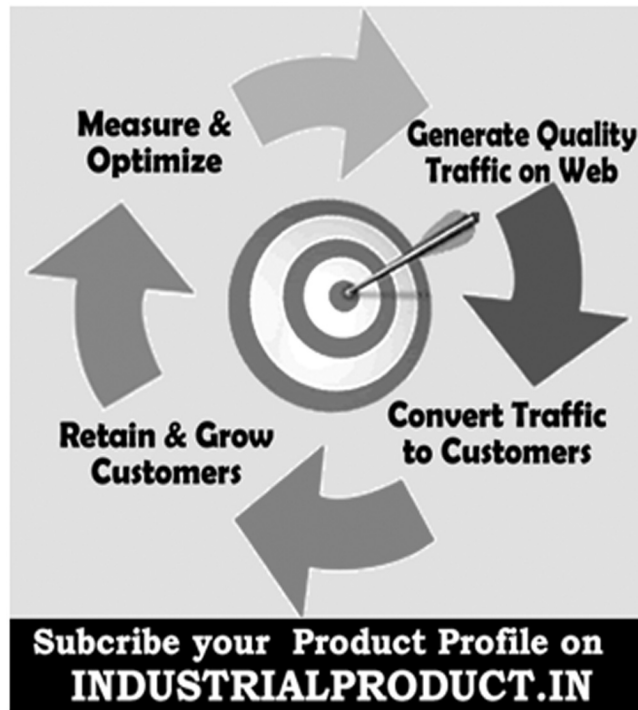 Measure &
Optimize
Generate Quality
Traffic on Web
Convert Traffic
to Customers
Retain & Grow
Customers
Subcribe your Product Profile on
INDUSTRIALPRODUCT.IN